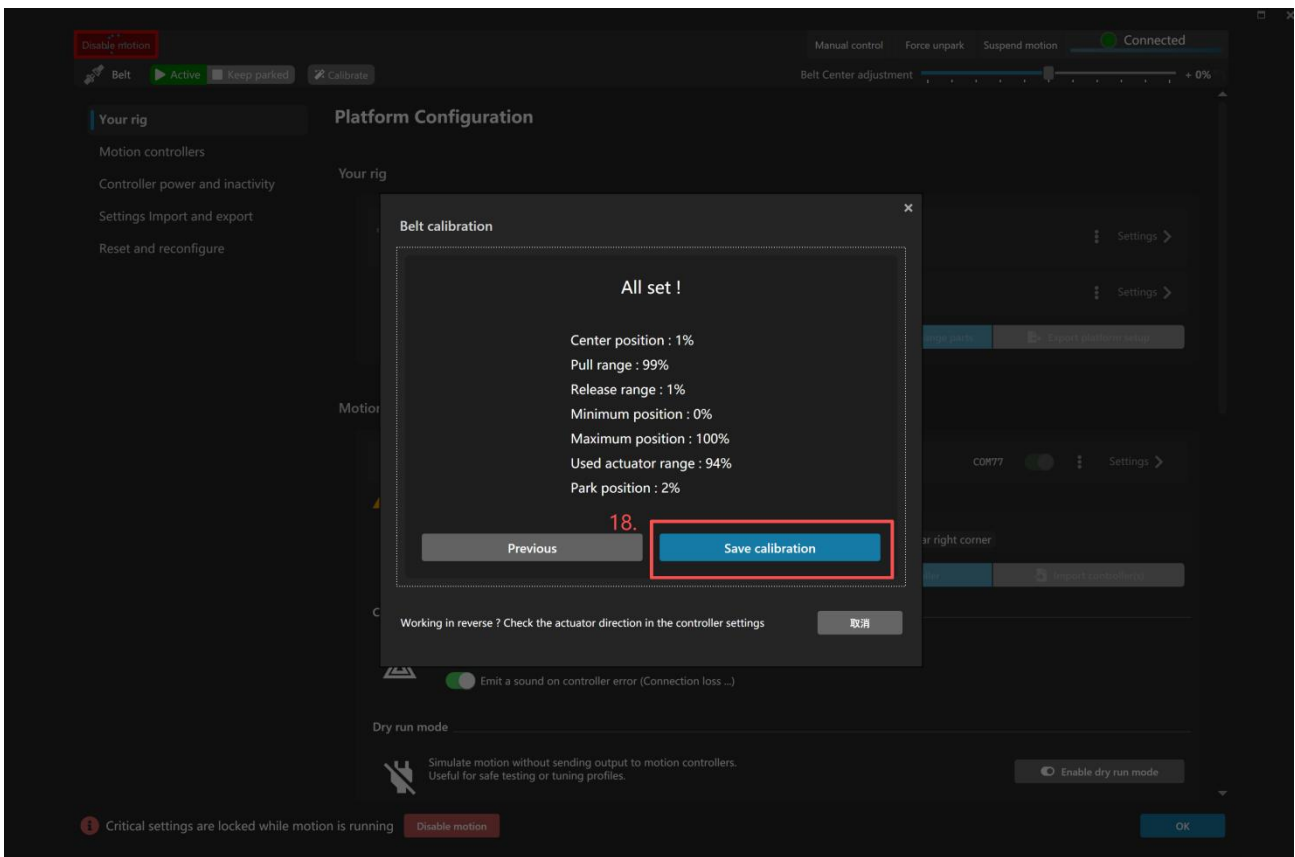 Disable motion
Manual control
Force unpark
Suspend motion
Connected
Belt
Active
Keep parked
Calibrate
Belt Center adjustment
+ 0%
Your rig
Motion controllers
Controller power and inactivity
Settings Import and export
Reset and reconfigure
Platform Configuration
Your rig
Settings
Settings
Export platform setup
Motion
COM77
Settings
ar right corner
Belt calibration
All set !
Center position : 1%
Pull range : 99%
Release range : 1%
Minimum position : 0%
Maximum position : 100%
Used actuator range : 94%
Park position : 2%
18.
Previous
Save calibration
Working in reverse ? Check the actuator direction in the controller settings
取消
Emit a sound on controller error (Connection loss ...)
Dry run mode
Simulate motion without sending output to motion controllers.
Useful for safe testing or tuning profiles.
Enable dry run mode
Critical settings are locked while motion is running
Disable motion
OK